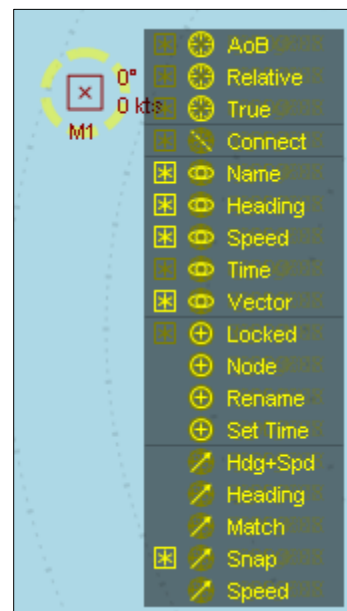 0°
0 kts
M1
AoB
Relative
True
Connect
Name
Heading
Speed
Time
Vector
Locked
Node
Rename
Set Time
Hdg+Spd
Heading
Match
Snap
Speed